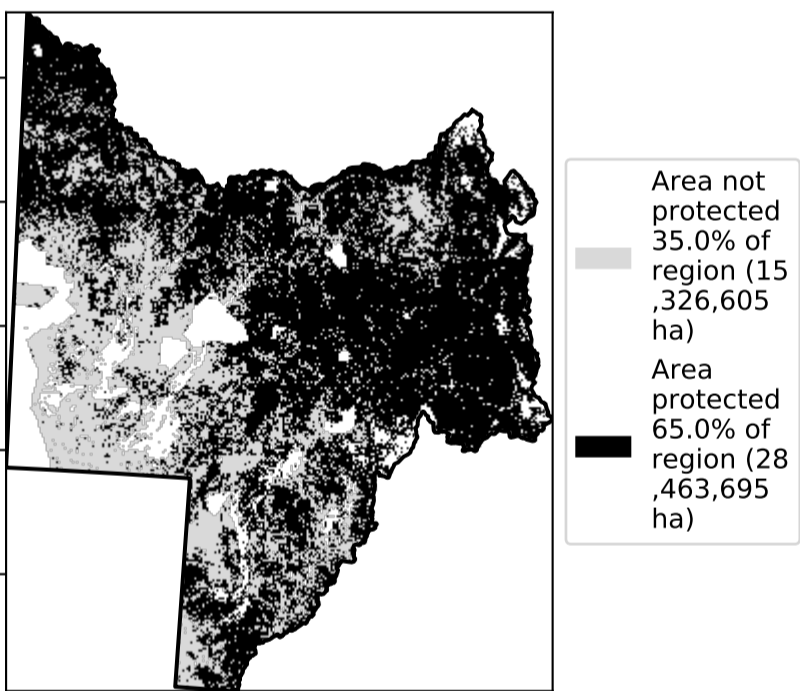 Area not
protected
35.0% of
region (15
,326,605
ha)
Area
protected
65.0% of
region (28
,463,695
ha)